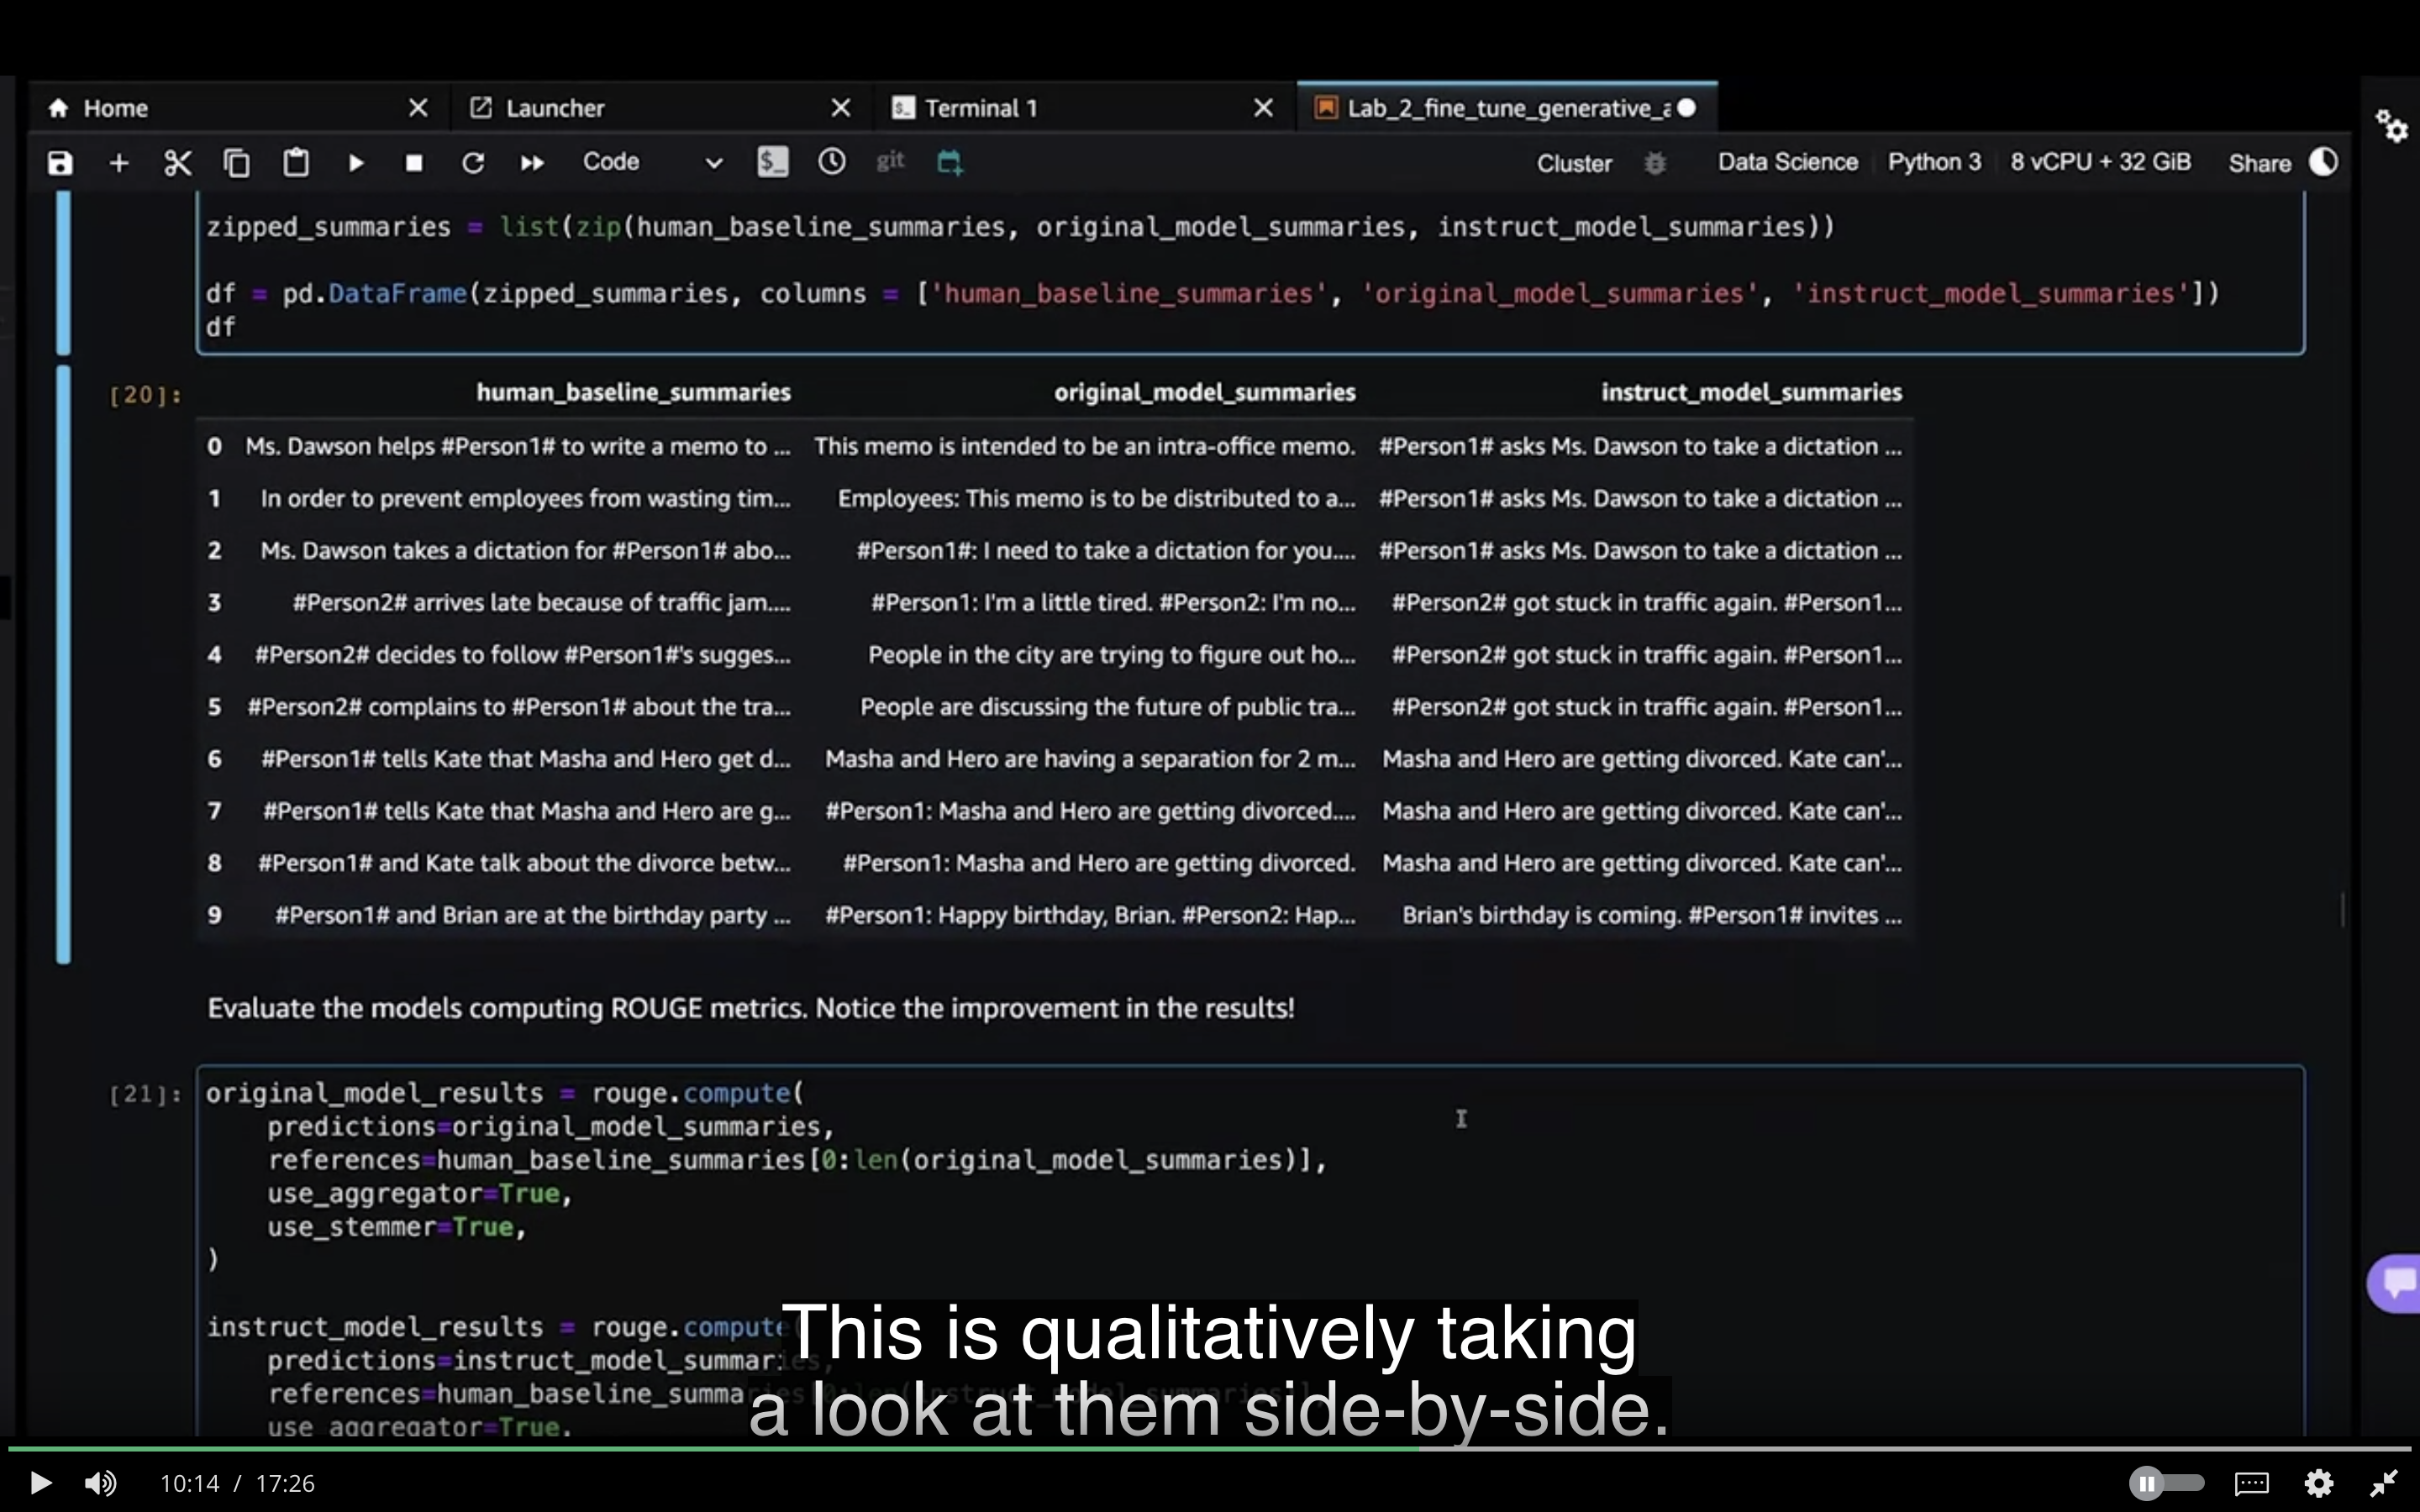 Home
Launcher
Terminal 1
Lab_2_fine_tune_generative_a
Code
git
Cluster
Data Science
Python 3
8 vCPU + 32 GiB
Share
zipped_summaries = list(zip(human_baseline_summaries, original_model_summaries, instruct_model_summaries))
df = pd.DataFrame(zipped_summaries, columns = ['human_baseline_summaries', 'original_model_summaries', 'instruct_model_summaries'])
df
[20]: human_baseline_summaries original_model_summaries instruct_model_summaries
0 Ms. Dawson helps #Person1# to write a memo to ... This memo is intended to be an intra-office memo. #Person1# asks Ms. Dawson to take a dictation ...
1 In order to prevent employees from wasting tim... Employees: This memo is to be distributed to a... #Person1# asks Ms. Dawson to take a dictation ...
2 Ms. Dawson takes a dictation for #Person1# abo... #Person1#: I need to take a dictation for you.... #Person1# asks Ms. Dawson to take a dictation ...
3 #Person2# arrives late because of traffic jam.... #Person1: I'm a little tired. #Person2: I'm no... #Person2# got stuck in traffic again. #Person1...
4 #Person2# decides to follow #Person1#'s sugges... People in the city are trying to figure out ho... #Person2# got stuck in traffic again. #Person1...
5 #Person2# complains to #Person1# about the tra... People are discussing the future of public tra... #Person2# got stuck in traffic again. #Person1...
6 #Person1# tells Kate that Masha and Hero get d... Masha and Hero are having a separation for 2 m... Masha and Hero are getting divorced. Kate can'...
7 #Person1# tells Kate that Masha and Hero are g... #Person1: Masha and Hero are getting divorced.... Masha and Hero are getting divorced. Kate can'...
8 #Person1# and Kate talk about the divorce betw... #Person1: Masha and Hero are getting divorced. Masha and Hero are getting divorced. Kate can'...
9 #Person1# and Brian are at the birthday party ... #Person1: Happy birthday, Brian. #Person2: Hap... Brian's birthday is coming. #Person1# invites ...
Evaluate the models computing ROUGE metrics. Notice the improvement in the results!
[21]: original_model_results = rouge.compute(
predictions=original_model_summaries,
references=human_baseline_summaries[0:len(original_model_summaries)],
use_aggregator=True,
use_stemmer=True,
)
instruct_model_results = rouge.compute(
predictions=instruct_model_summaries,
references=human_baseline_summaries
use_aggregator=True,
This is qualitatively taking
a look at them side-by-side.
10:14 / 17:26